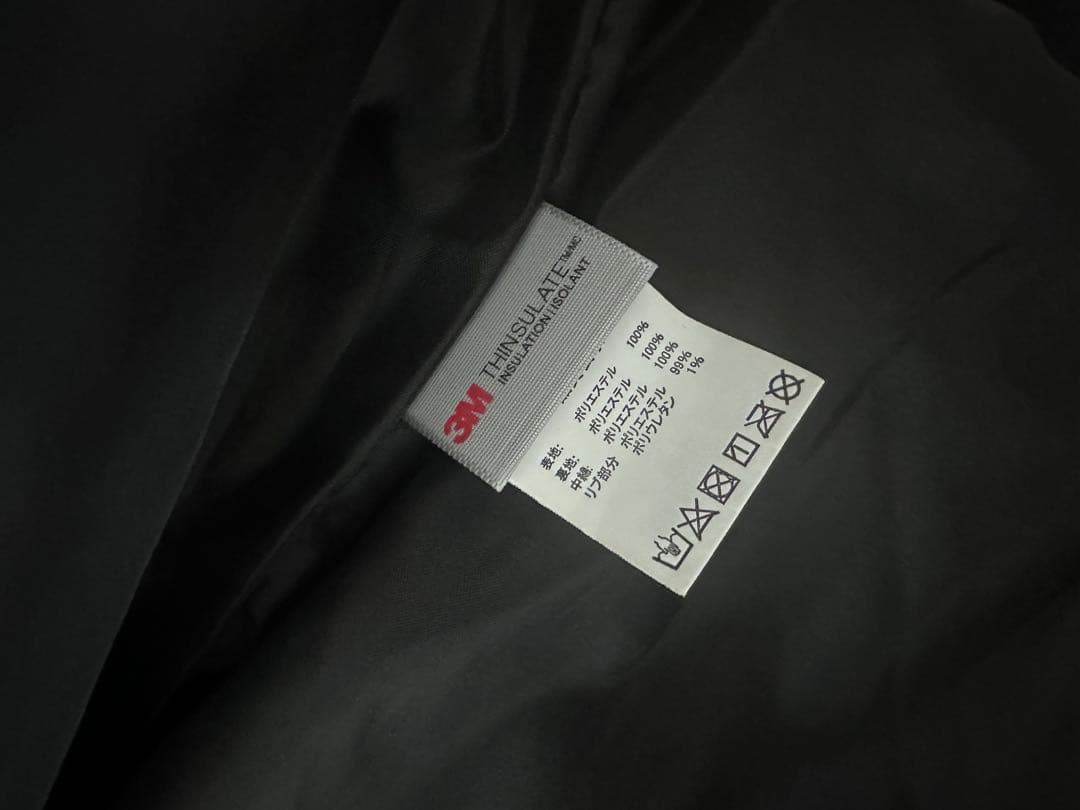 3M THINSULATE™/MC
INSULATION | ISOLANT
表地: ポリエステル 100%
裏地: ポリエステル 100%
中綿: ポリエステル 100%
リブ部分 ポリエステル 99%
ポリウレタン 1%